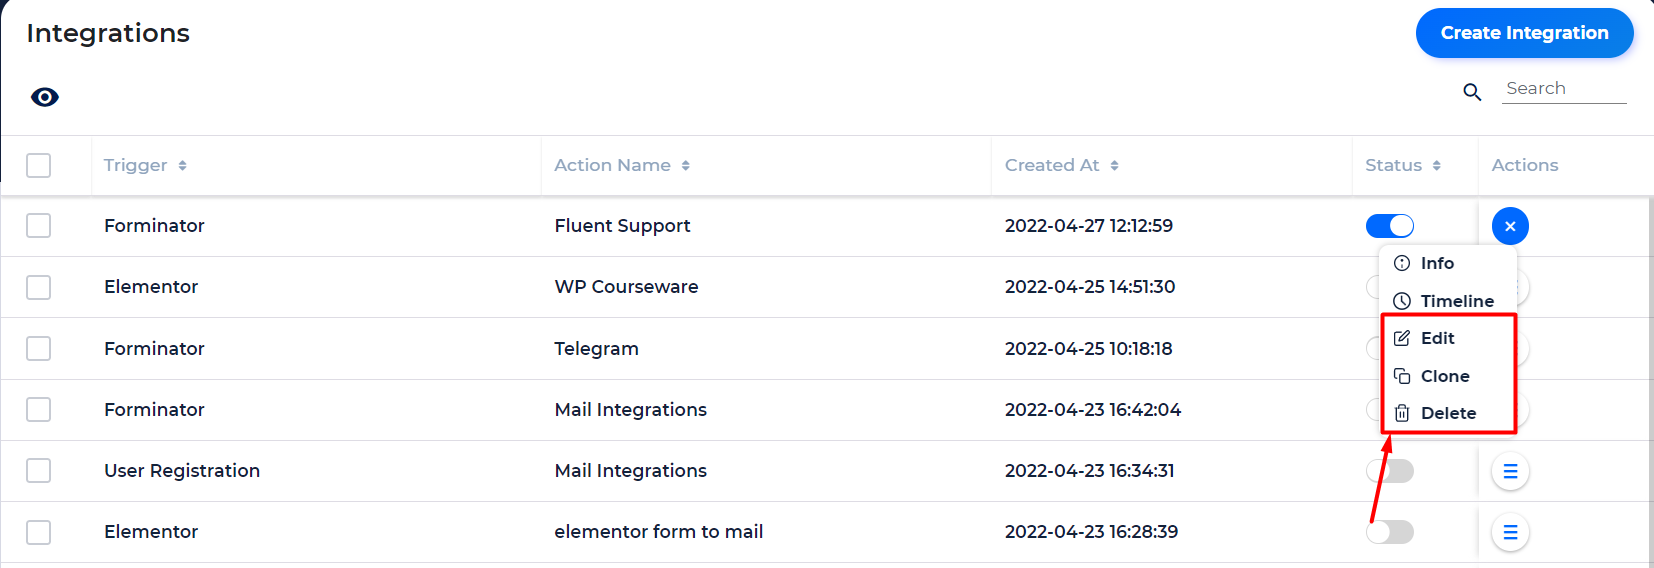 Integrations
Create Integration
Search
Trigger Action Name Created At Status Actions
Forminator Fluent Support 2022-04-27 12:12:59
Info
Elementor WP Courseware 2022-04-25 14:51:30
Timeline
Edit
Forminator Telegram 2022-04-25 10:18:18
Clone
Forminator Mail Integrations 2022-04-23 16:42:04
Delete
User Registration Mail Integrations 2022-04-23 16:34:31
Elementor elementor form to mail 2022-04-23 16:28:39